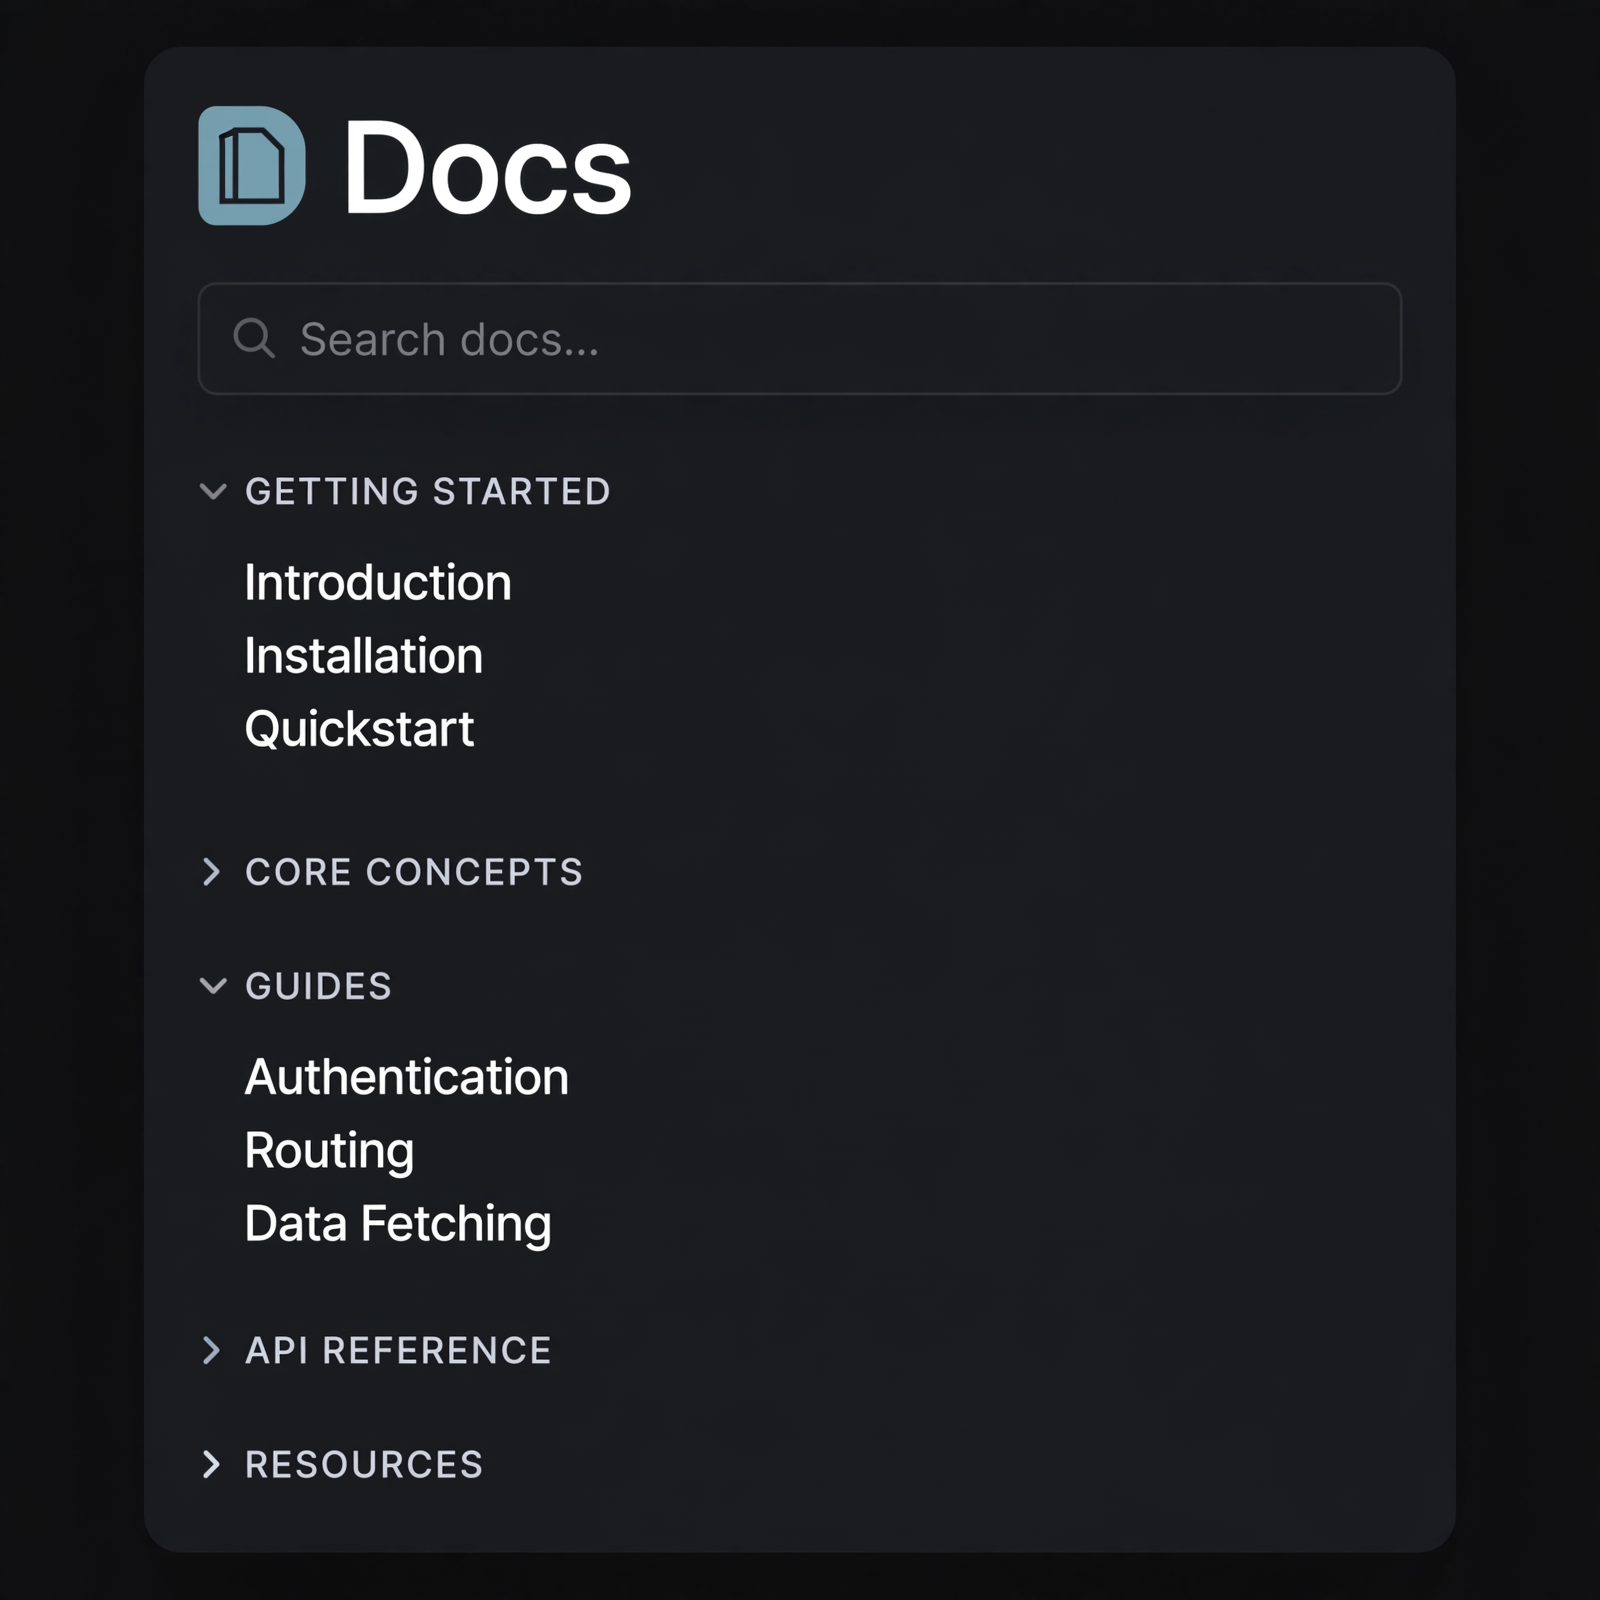 Docs
Search docs...
GETTING STARTED
Introduction
Installation
Quickstart
CORE CONCEPTS
GUIDES
Authentication
Routing
Data Fetching
API REFERENCE
RESOURCES